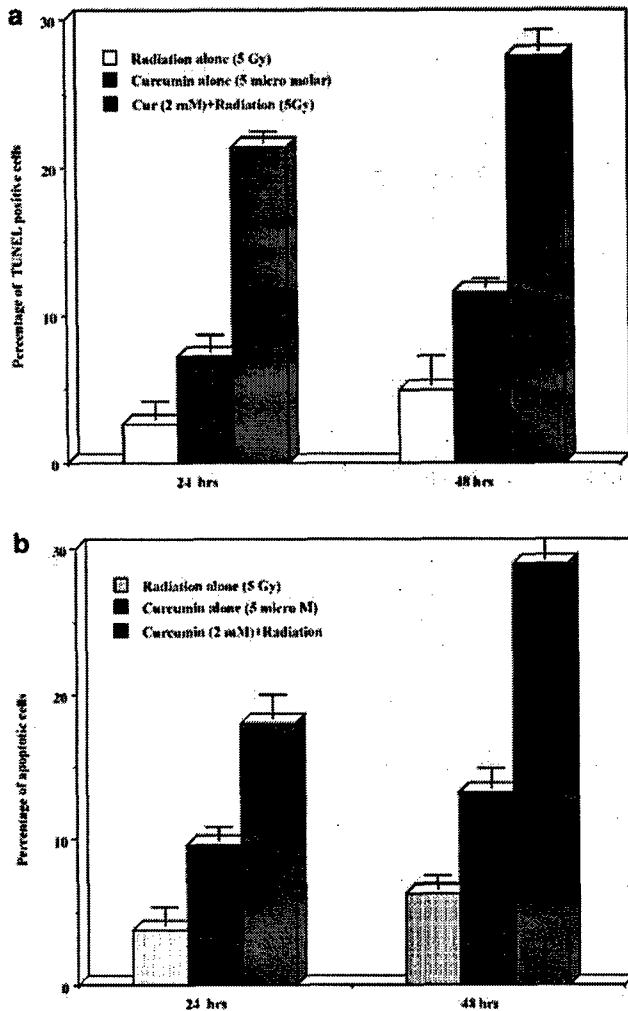 a
30
Radiation alone (5 Gy)
Curcumin alone (5 micro molar)
Cur (2 mM)+Radiation (5Gy)
20
Percentage of TUNEL positive cells
10
0
24 hrs
48 hrs
b
30
Radiation alone (5 Gy)
Curcumin alone (5 micro M)
Curcumin (2 mM)+Radiation
20
Percentage of apoptotic cells
10
0
24 hrs
48 hrs